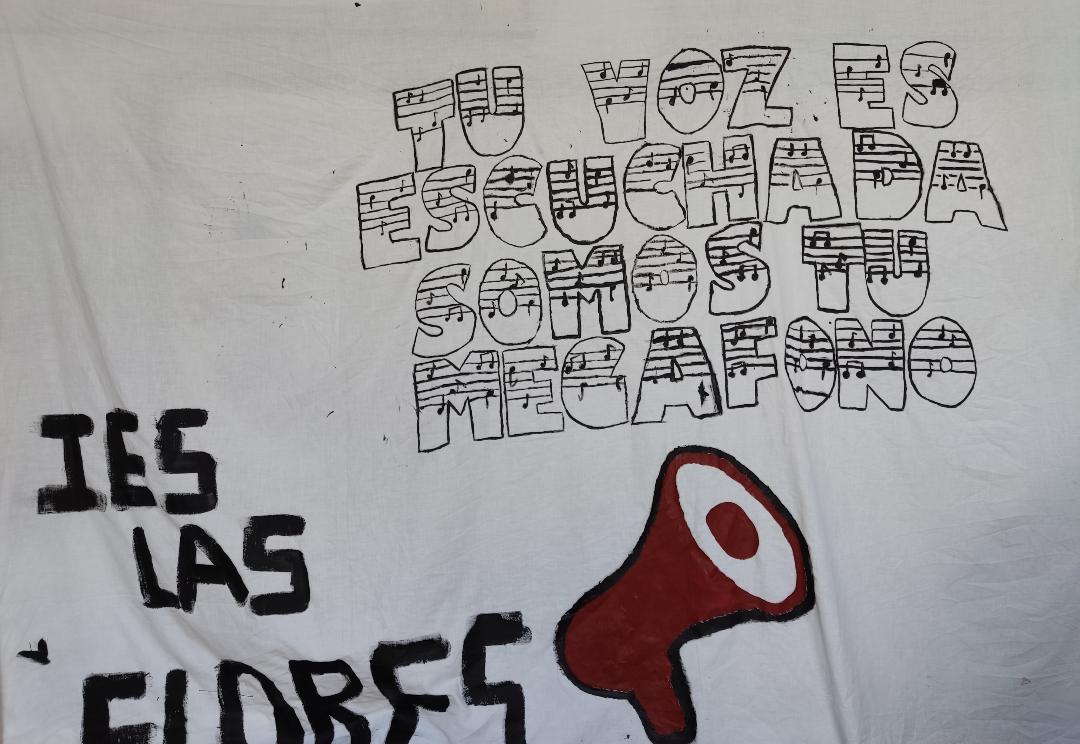 TU VOZ ES
ESCUCHADA
SOMOS TU
MEGAFONO
IES
LAS
FLORES